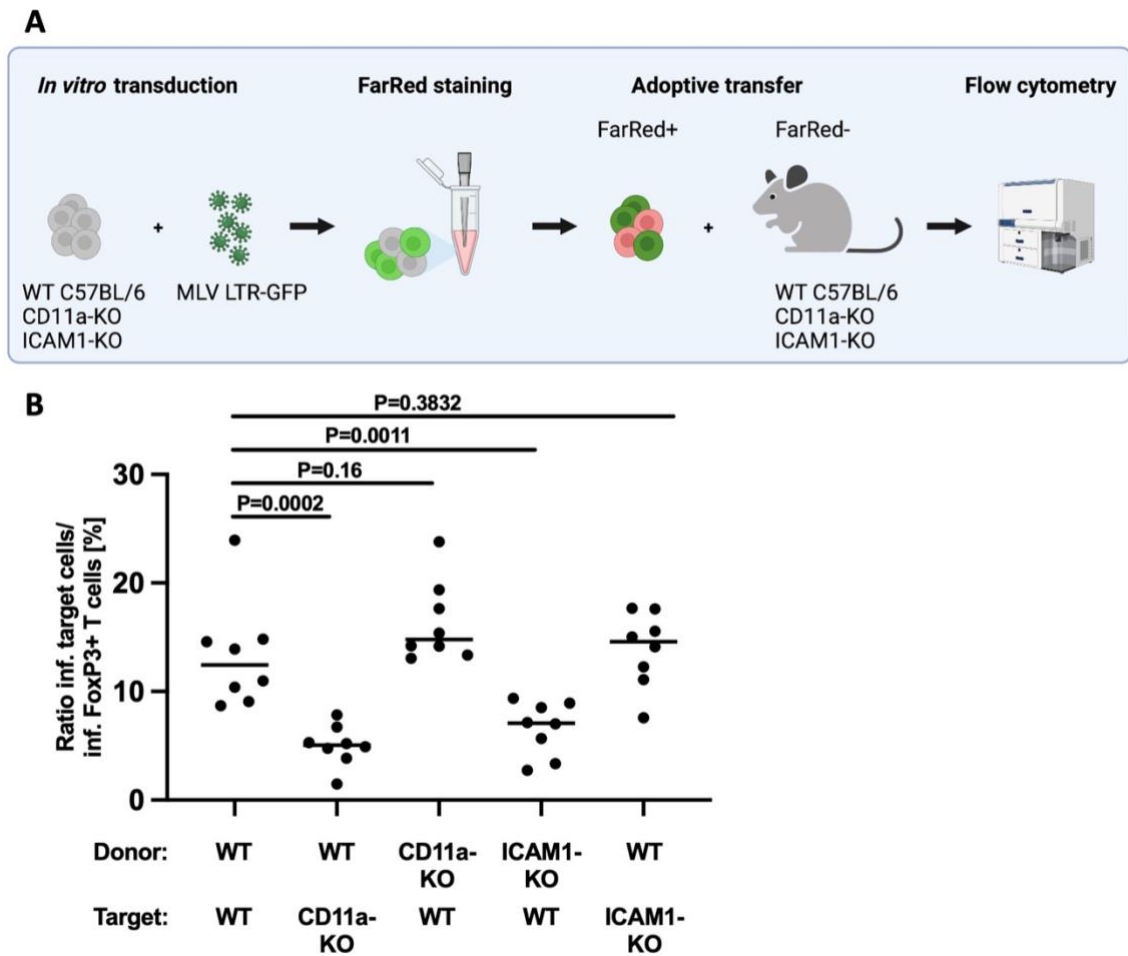 A
In vitro transduction
FarRed staining
Adoptive transfer
Flow cytometry
FarRed+
FarRed-
+
+
WT C57BL/6
CD11a-KO
ICAM1-KO
MLV LTR-GFP
WT C57BL/6
CD11a-KO
ICAM1-KO
B
P=0.3832
P=0.0011
P=0.16
P=0.0002
Ratio inf. target cells/
inf. FoxP3+ T cells [%]
30
20
10
0
Donor: WT WT CD11a- ICAM1- WT
KO KO
Target: WT CD11a- WT WT ICAM1-
KO KO